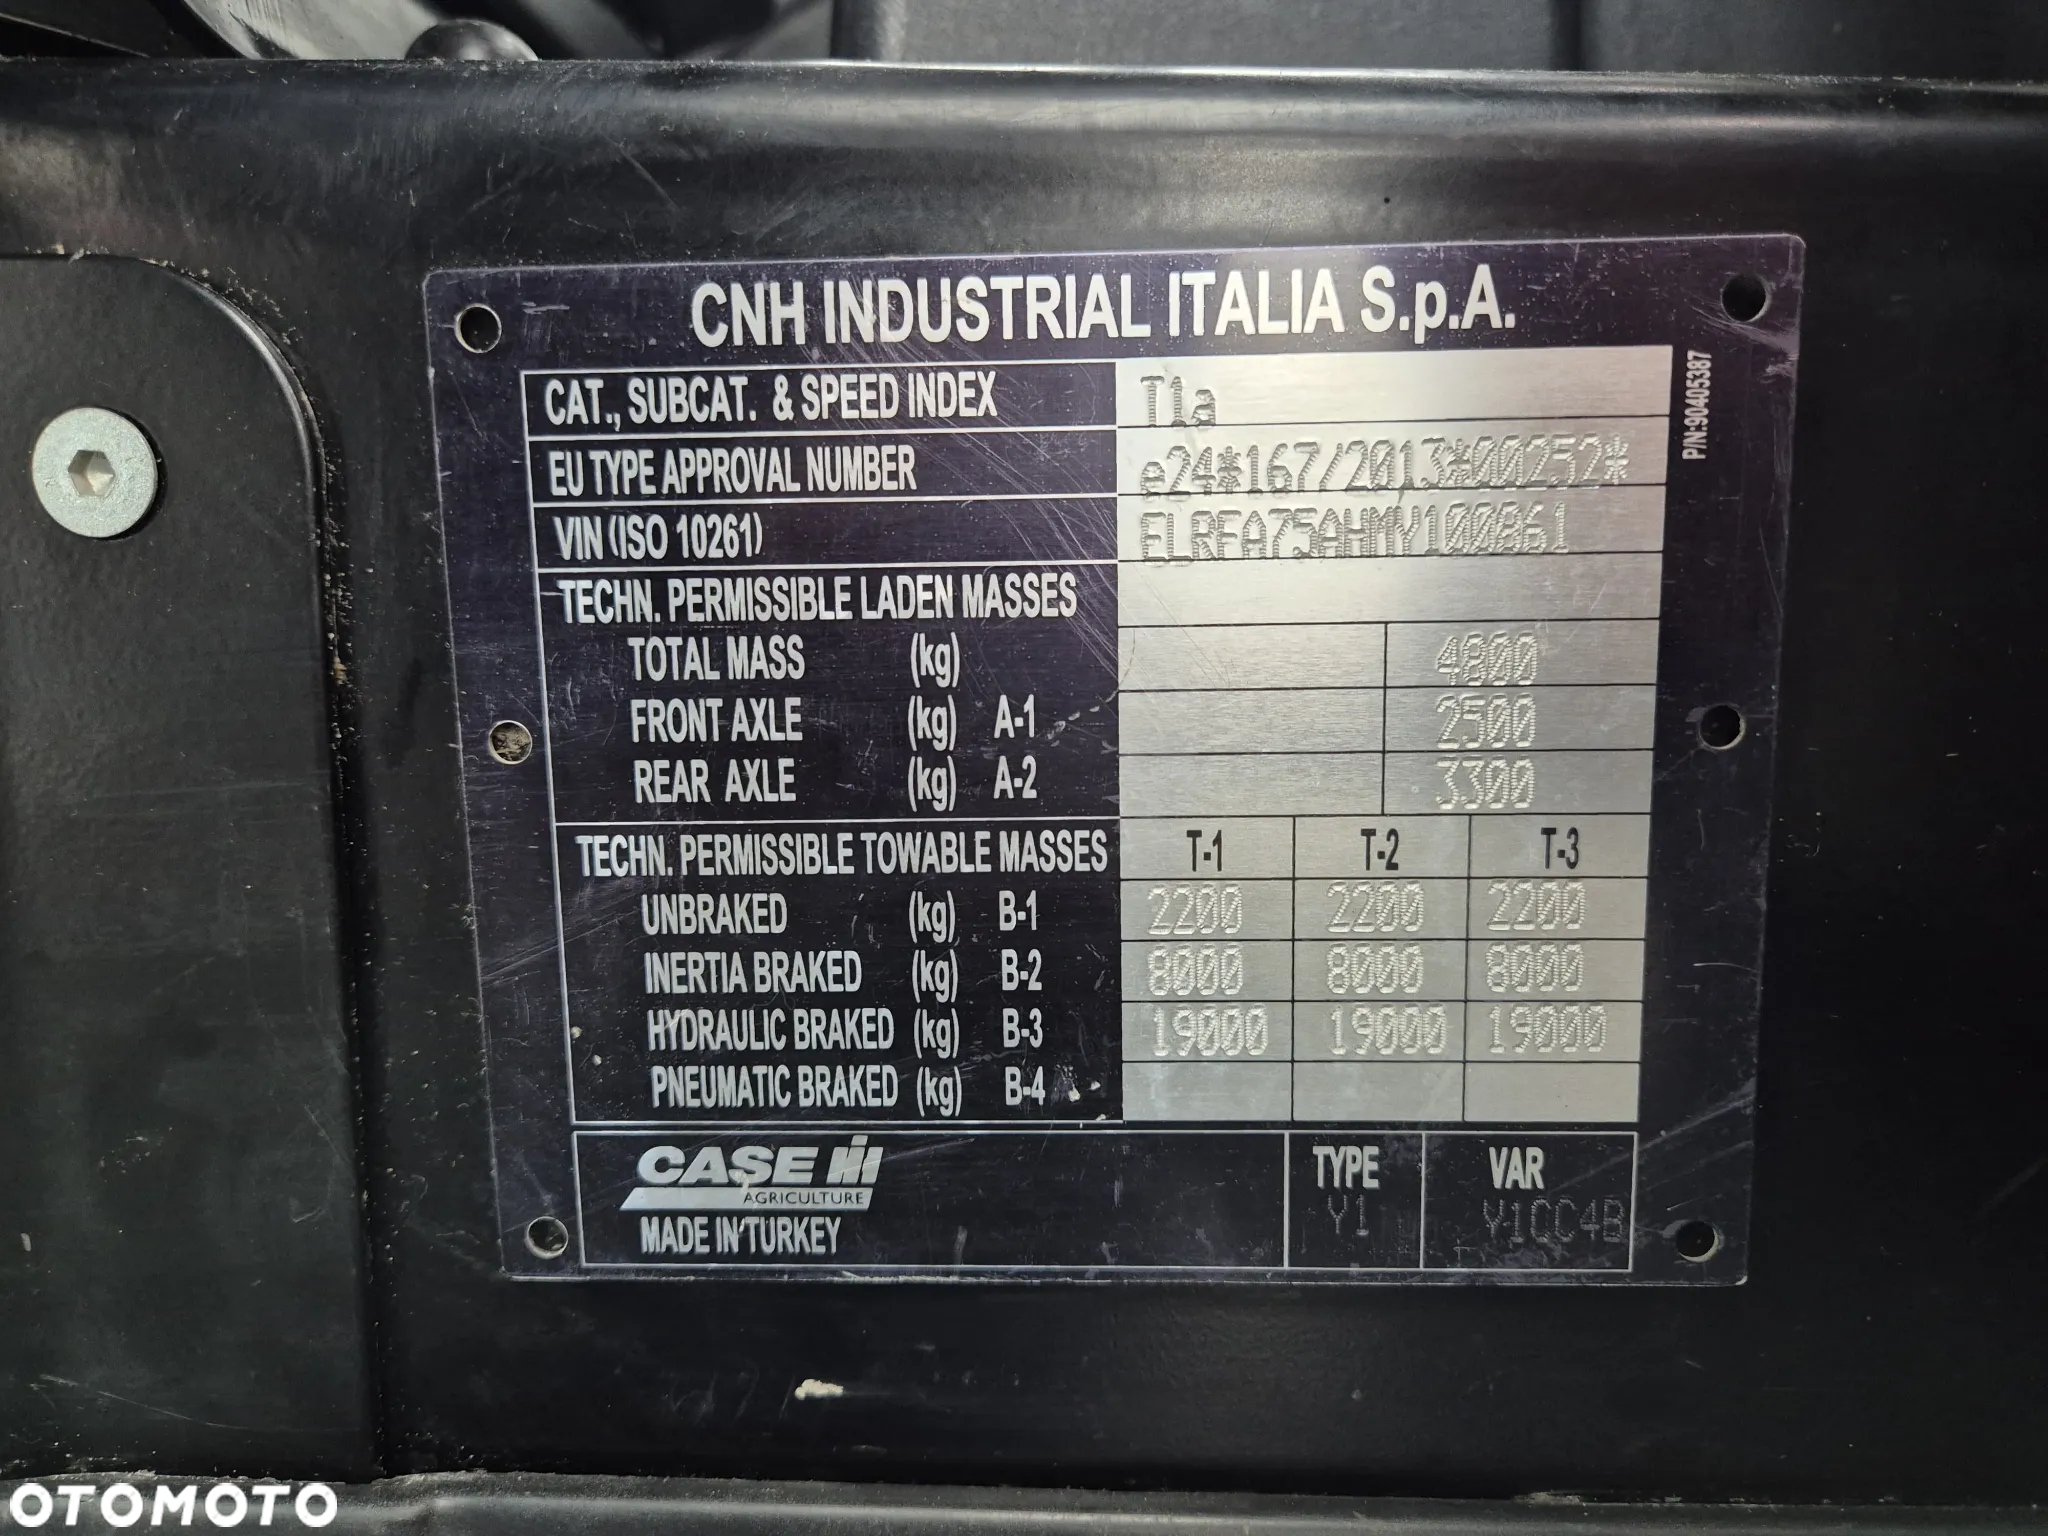 CNH INDUSTRIAL ITALIA S.p.A.
CAT., SUBCAT. & SPEED INDEX T1a
EU TYPE APPROVAL NUMBER e24*167/2013*00252*
VIN (ISO 10261) ELRFA75AHMY100861
TECHN. PERMISSIBLE LADEN MASSES
TOTAL MASS (kg) 4800
FRONT AXLE (kg) A-1 2500
REAR AXLE (kg) A-2 3300
TECHN. PERMISSIBLE TOWABLE MASSES T-1 T-2 T-3
UNBRAKED (kg) B-1 2200 2200 2200
INERTIA BRAKED (kg) B-2 8000 8000 8000
HYDRAULIC BRAKED (kg) B-3 19000 19000 19000
PNEUMATIC BRAKED (kg) B-4
CASE IH
AGRICULTURE
MADE IN TURKEY
TYPE
Y1
VAR
Y1CC4B
P/N:90405387
OTOMOTO